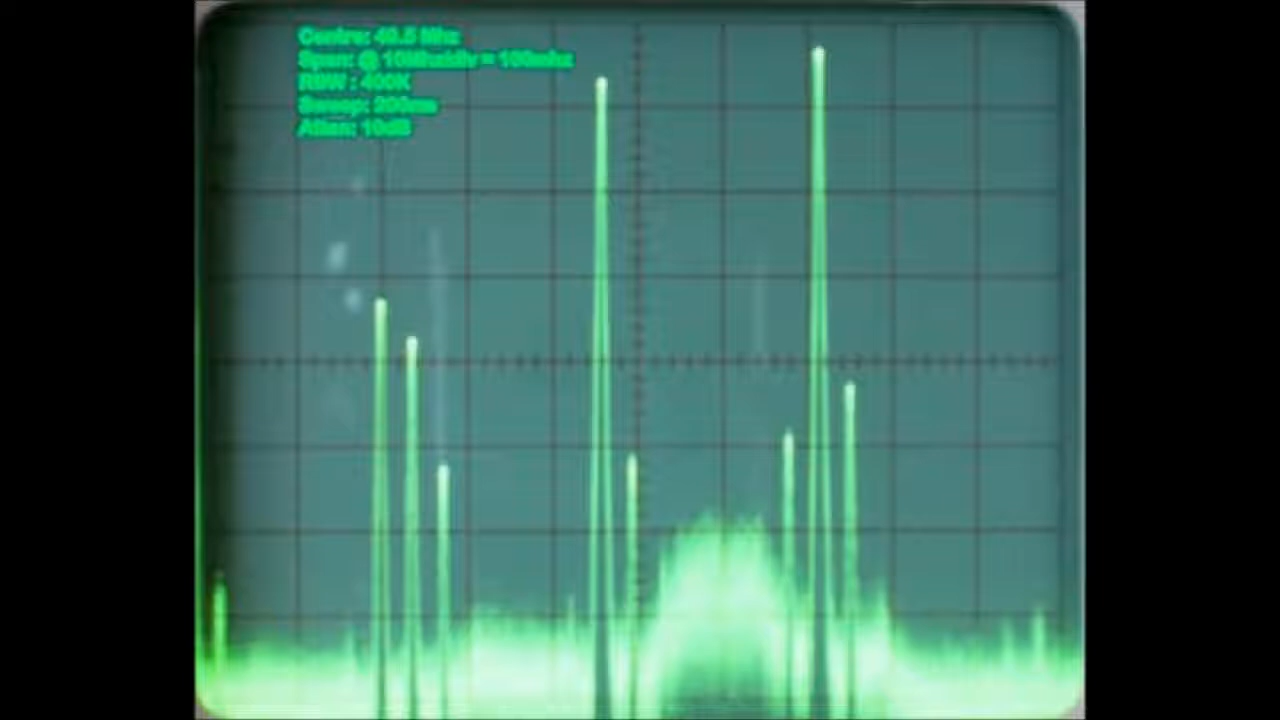 Centre: 49.5 Mhz
Span: @ 10Mhz/div = 100mhz
RBW : 400K
Sweep: 200ms
Atten: 10dB